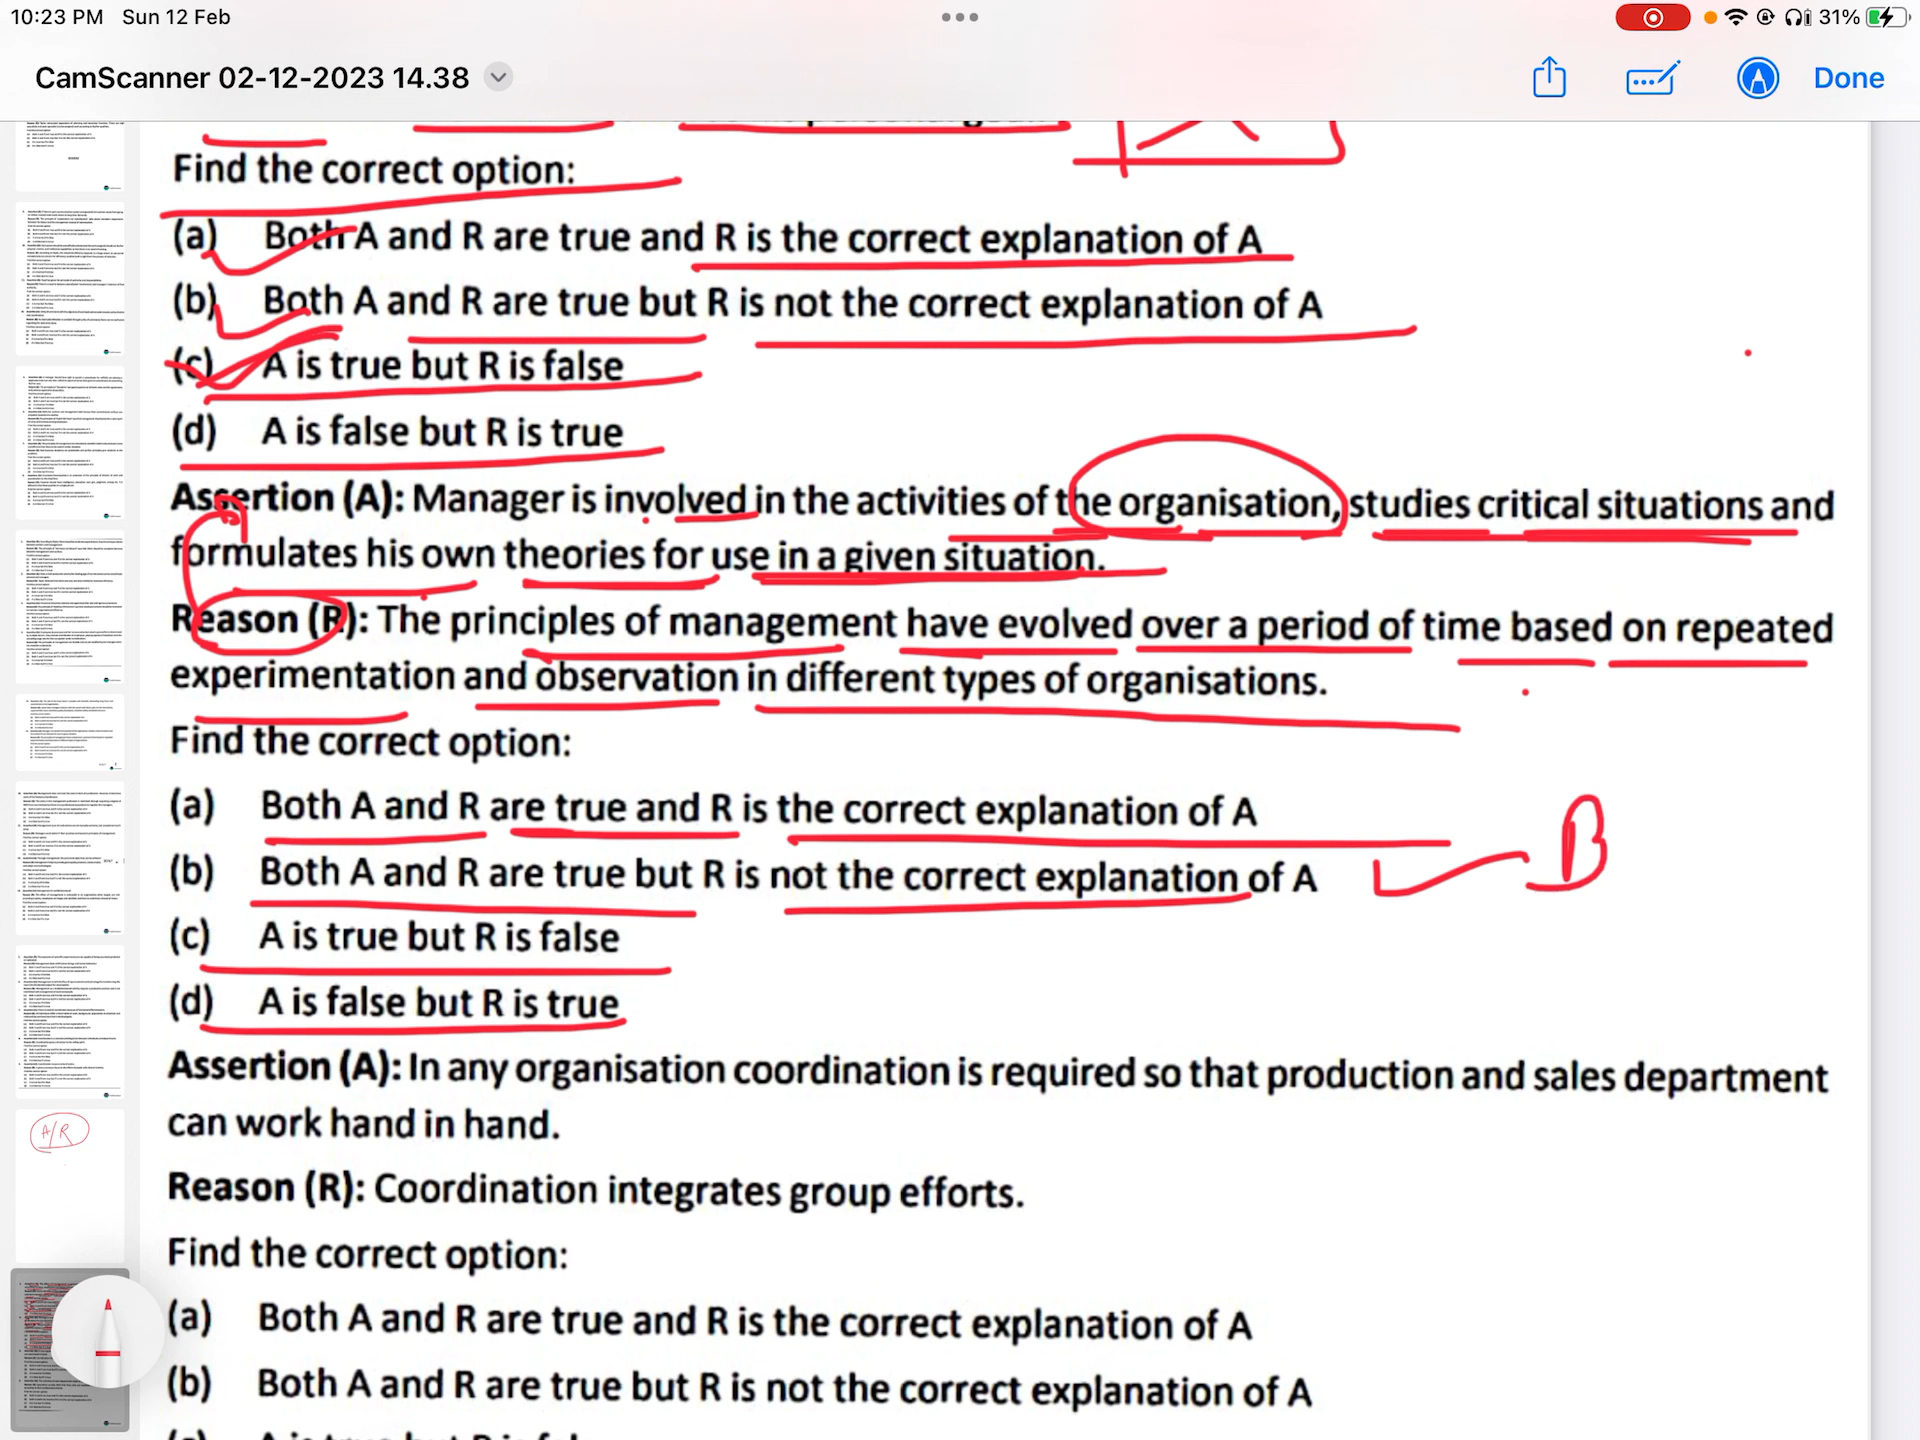 10:23 PM Sun 12 Feb
31%
CamScanner 02-12-2023 14.38
Done
Find the correct option:
(a) Both A and R are true and R is the correct explanation of A
(b) Both A and R are true but R is not the correct explanation of A
(c) A is true but R is false
(d) A is false but R is true
Assertion (A): Manager is involved in the activities of the organisation, studies critical situations and
formulates his own theories for use in a given situation.
Reason (R): The principles of management have evolved over a period of time based on repeated
experimentation and observation in different types of organisations.
Find the correct option:
(a) Both A and R are true and R is the correct explanation of A
(b) Both A and R are true but R is not the correct explanation of A
B
(c) A is true but R is false
(d) A is false but R is true
Assertion (A): In any organisation coordination is required so that production and sales department
can work hand in hand.
A/R
Reason (R): Coordination integrates group efforts.
Find the correct option:
(a) Both A and R are true and R is the correct explanation of A
(b) Both A and R are true but R is not the correct explanation of A